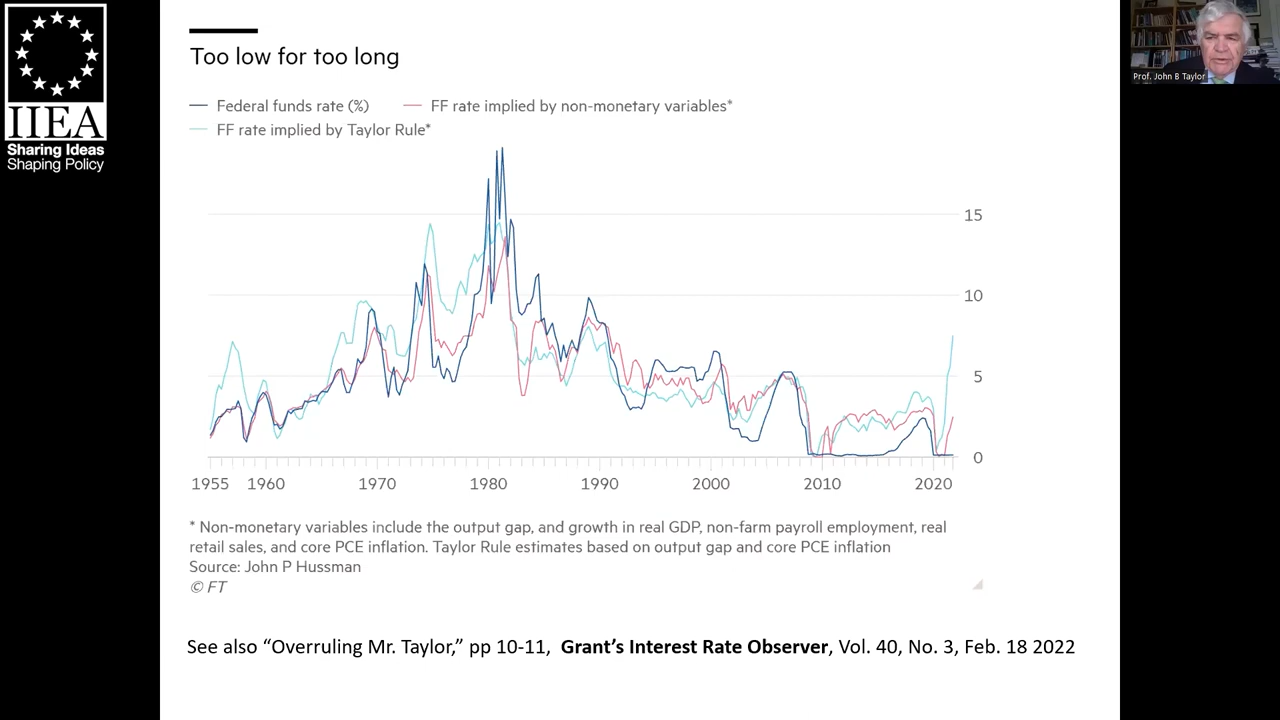 IIEA
Sharing Ideas
Shaping Policy
Prof. John B Taylor
Too low for too long
Federal funds rate (%)
FF rate implied by non-monetary variables*
FF rate implied by Taylor Rule*
15
10
5
0
1955 1960 1970 1980 1990 2000 2010 2020
* Non-monetary variables include the output gap, and growth in real GDP, non-farm payroll employment, real
retail sales, and core PCE inflation. Taylor Rule estimates based on output gap and core PCE inflation
Source: John P Hussman
© FT
See also “Overruling Mr. Taylor,” pp 10-11, Grant’s Interest Rate Observer, Vol. 40, No. 3, Feb. 18 2022